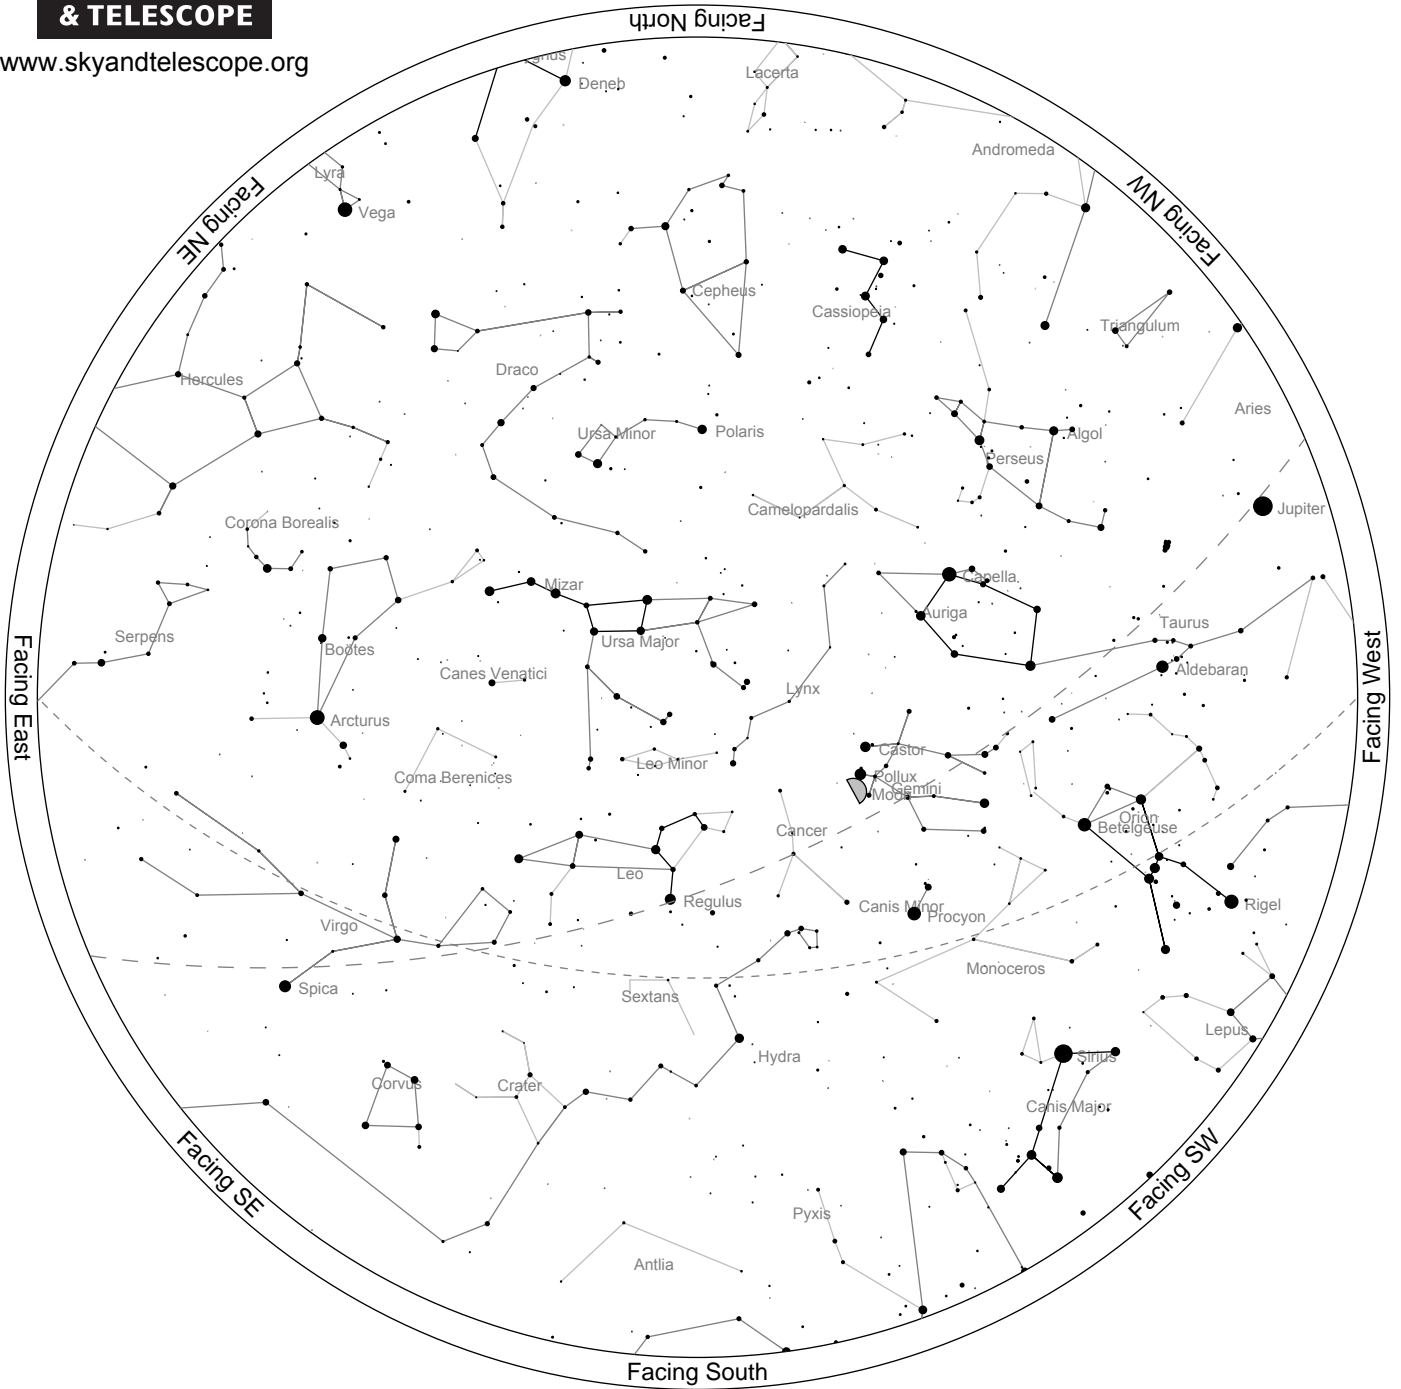 & TELESCOPE
www.skyandtelescope.org
Facing North
Deneb
Lacerta
Andromeda
Lyra
Vega
Facing NE
Facing NW
Cepheus
Cassiopeia
Triangulum
Draco
Hercules
Aries
Ursa Minor
Polaris
Algol
Perseus
Camelopardalis
Jupiter
Corona Borealis
Mizar
Capella
Auriga
Taurus
Serpens
Boötes
Ursa Major
Canes Venatici
Aldebaran
Facing East
Facing West
Lynx
Arcturus
Castor
Leo Minor
Coma Berenices
Pollux
Gemini
Moon
Orion
Betelgeuse
Cancer
Leo
Regulus
Canis Minor
Procyon
Rigel
Virgo
Monoceros
Spica
Sextans
Lepus
Hydra
Sirius
Corvus
Crater
Canis Major
Facing SE
Facing SW
Pyxis
Antlia
Facing South